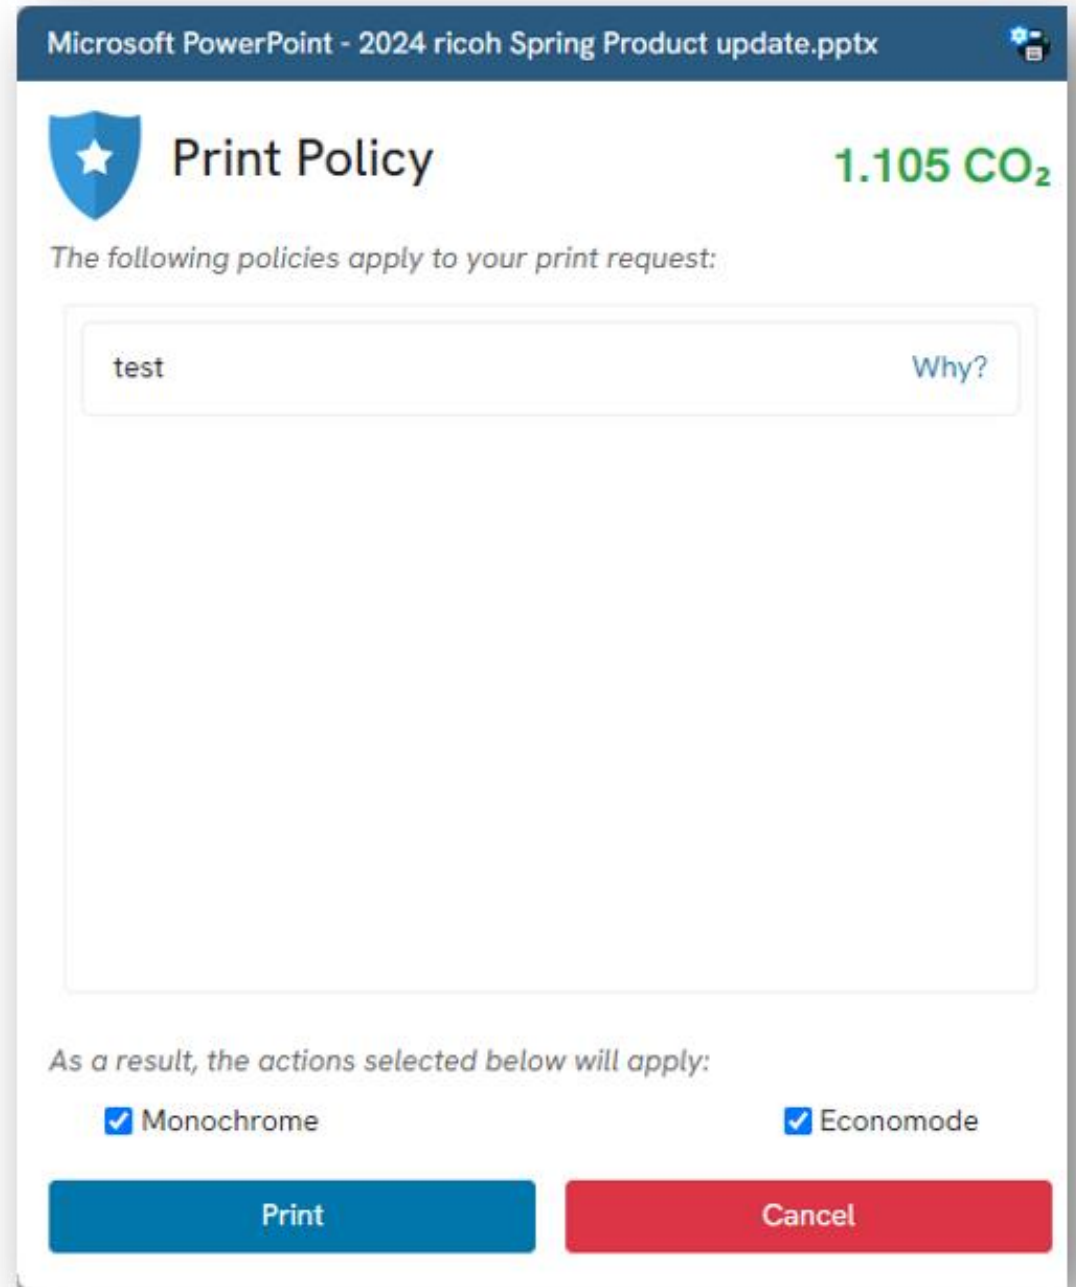 Microsoft PowerPoint - 2024 ricoh Spring Product update.pptx
Print Policy
1.105 CO₂
The following policies apply to your print request:
test
Why?
As a result, the actions selected below will apply:
Monochrome
Economode
Print
Cancel